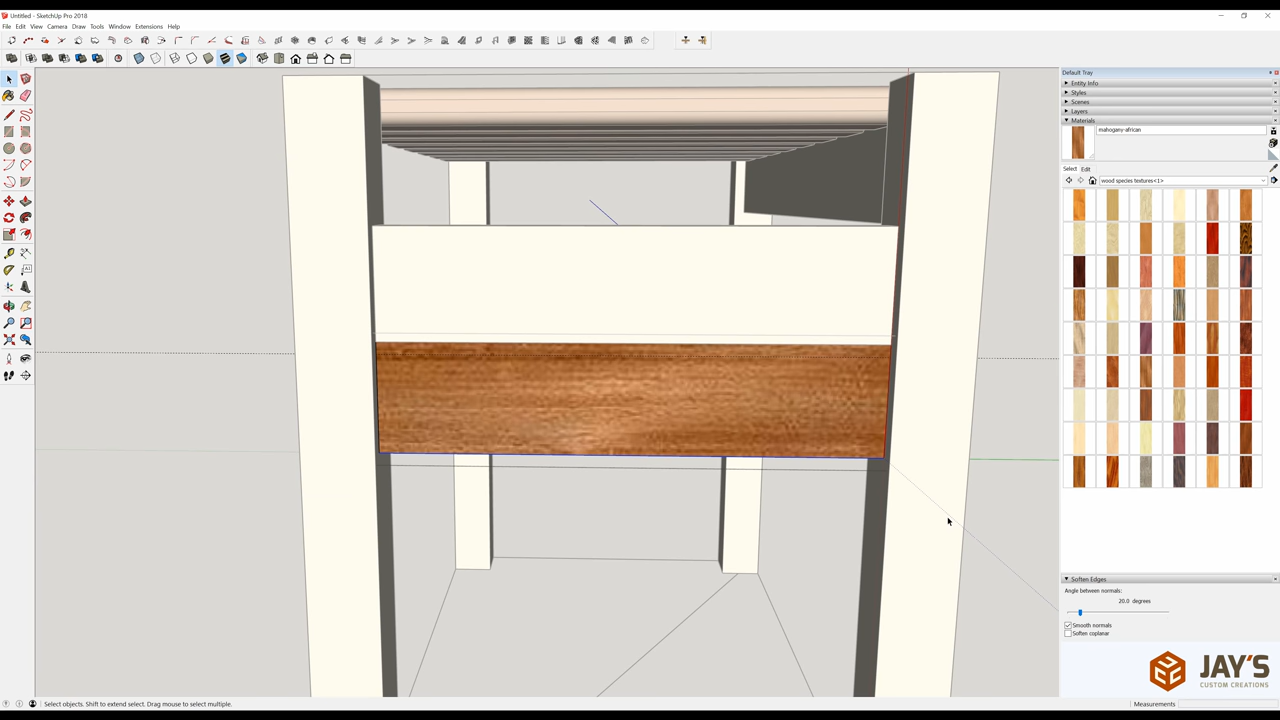 Untitled - SketchUp Pro 2018
File Edit View Camera Draw Tools Window Extensions Help
Default Tray
Entity Info
Styles
Scenes
Layers
Materials
mahogany-african
Select Edit
wood species textures<1>
Soften Edges
Angle between normals:
20.0 degrees
Smooth normals
Soften coplanar
JAY'S
CUSTOM CREATIONS
Select objects. Shift to extend select. Drag mouse to select multiple.
Measurements